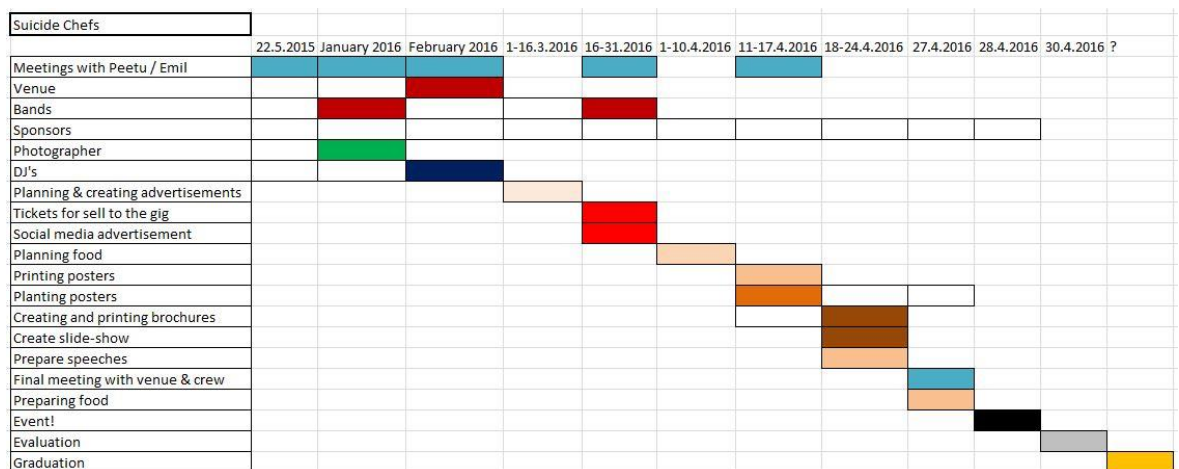 Suicide Chefs
22.5.2015 January 2016 February 2016 1-16.3.2016 16-31.2016 1-10.4.2016 11-17.4.2016 18-24.4.2016 27.4.2016 28.4.2016 30.4.2016 ?
Meetings with Peetu / Emil
Venue
Bands
Sponsors
Photographer
DJ's
Planning & creating advertisements
Tickets for sell to the gig
Social media advertisement
Planning food
Printing posters
Planting posters
Creating and printing brochures
Create slide-show
Prepare speeches
Final meeting with venue & crew
Preparing food
Event!
Evaluation
Graduation